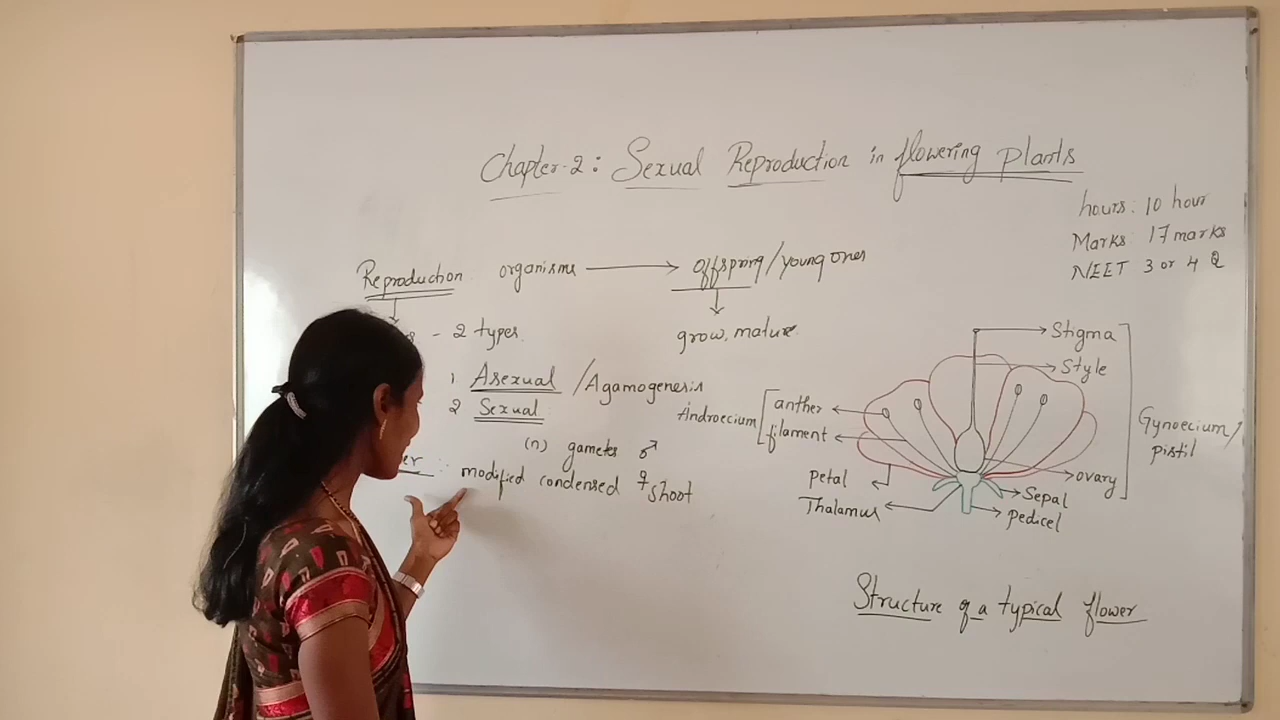 Chapter-2: Sexual Reproduction in flowering plants
hours: 10 hour
Marks: 17 marks
NEET 3 or 4 Q
Reproduction organisms → offspring/young ones
- 2 types
grow, mature
1. Asexual /Agamogenesis
2 Sexual
(n) gametes ♂
♀
: modified condensed shoot
Stigma
Style
Androecium
anther
filament
Gynoecium/
pistil
Petal
ovary
Thalamus
Sepal
pedicel
Structure of a typical flower